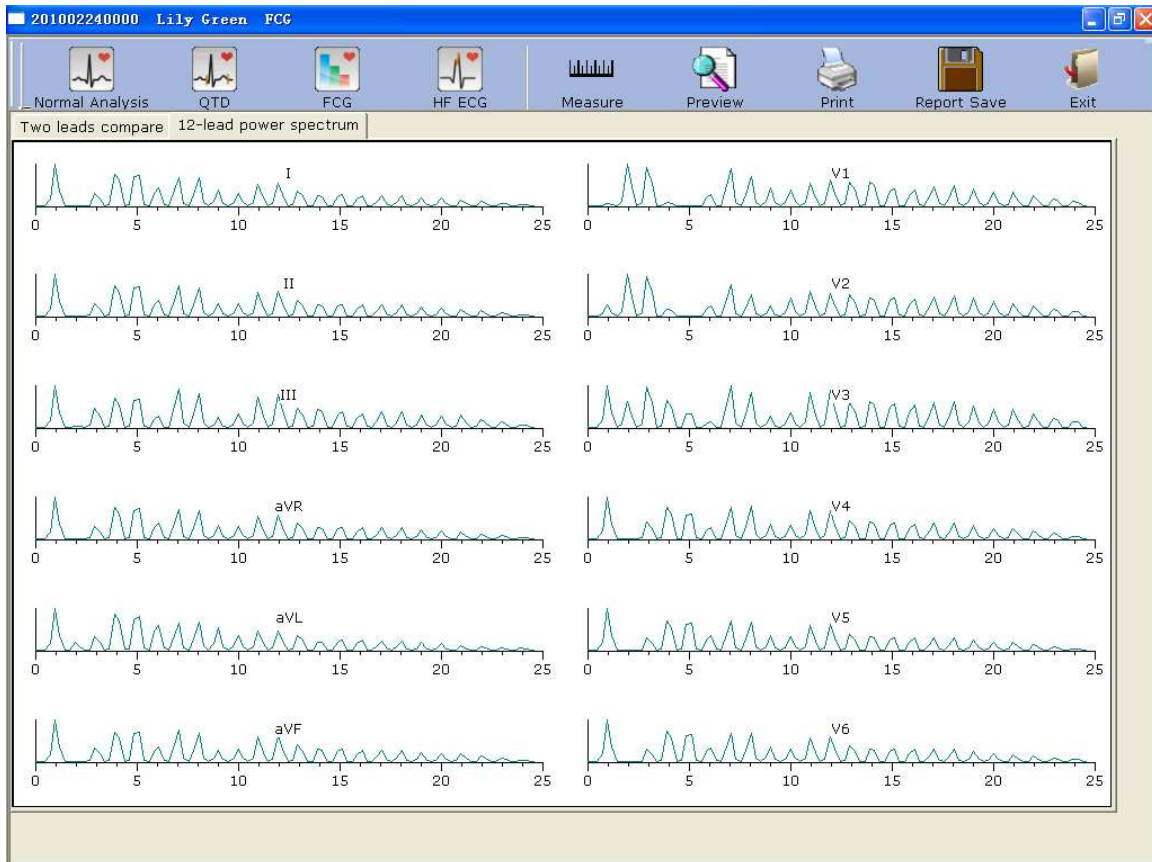 201002240000 Lily Green FCG
_Normal Analysis QTD FCG HF ECG Measure Preview Print Report Save Exit
Two leads compare 12-lead power spectrum
I V1
0 5 10 15 20 25 0 5 10 15 20 25
II V2
0 5 10 15 20 25 0 5 10 15 20 25
III V3
0 5 10 15 20 25 0 5 10 15 20 25
aVR V4
0 5 10 15 20 25 0 5 10 15 20 25
aVL V5
0 5 10 15 20 25 0 5 10 15 20 25
aVF V6
0 5 10 15 20 25 0 5 10 15 20 25